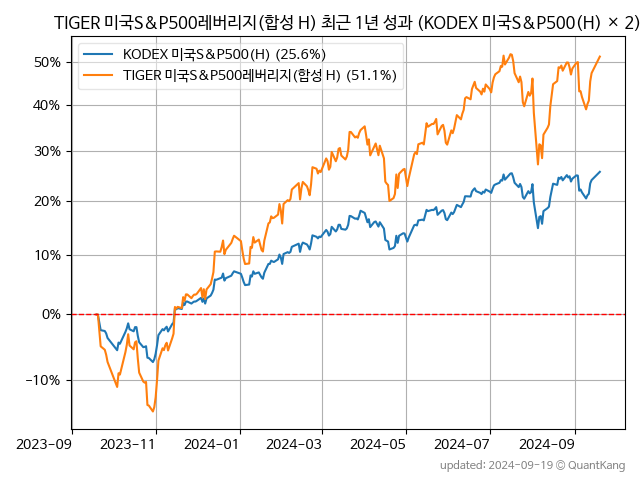 TIGER 미국S&P500레버리지(합성 H) 최근 1년 성과 (KODEX 미국S&P500(H) × 2)
KODEX 미국S&P500(H) (25.6%)
TIGER 미국S&P500레버리지(합성 H) (51.1%)
50%
40%
30%
20%
10%
0%
−10%
2023-09 2023-11 2024-01 2024-03 2024-05 2024-07 2024-09
updated: 2024-09-19 © QuantKang